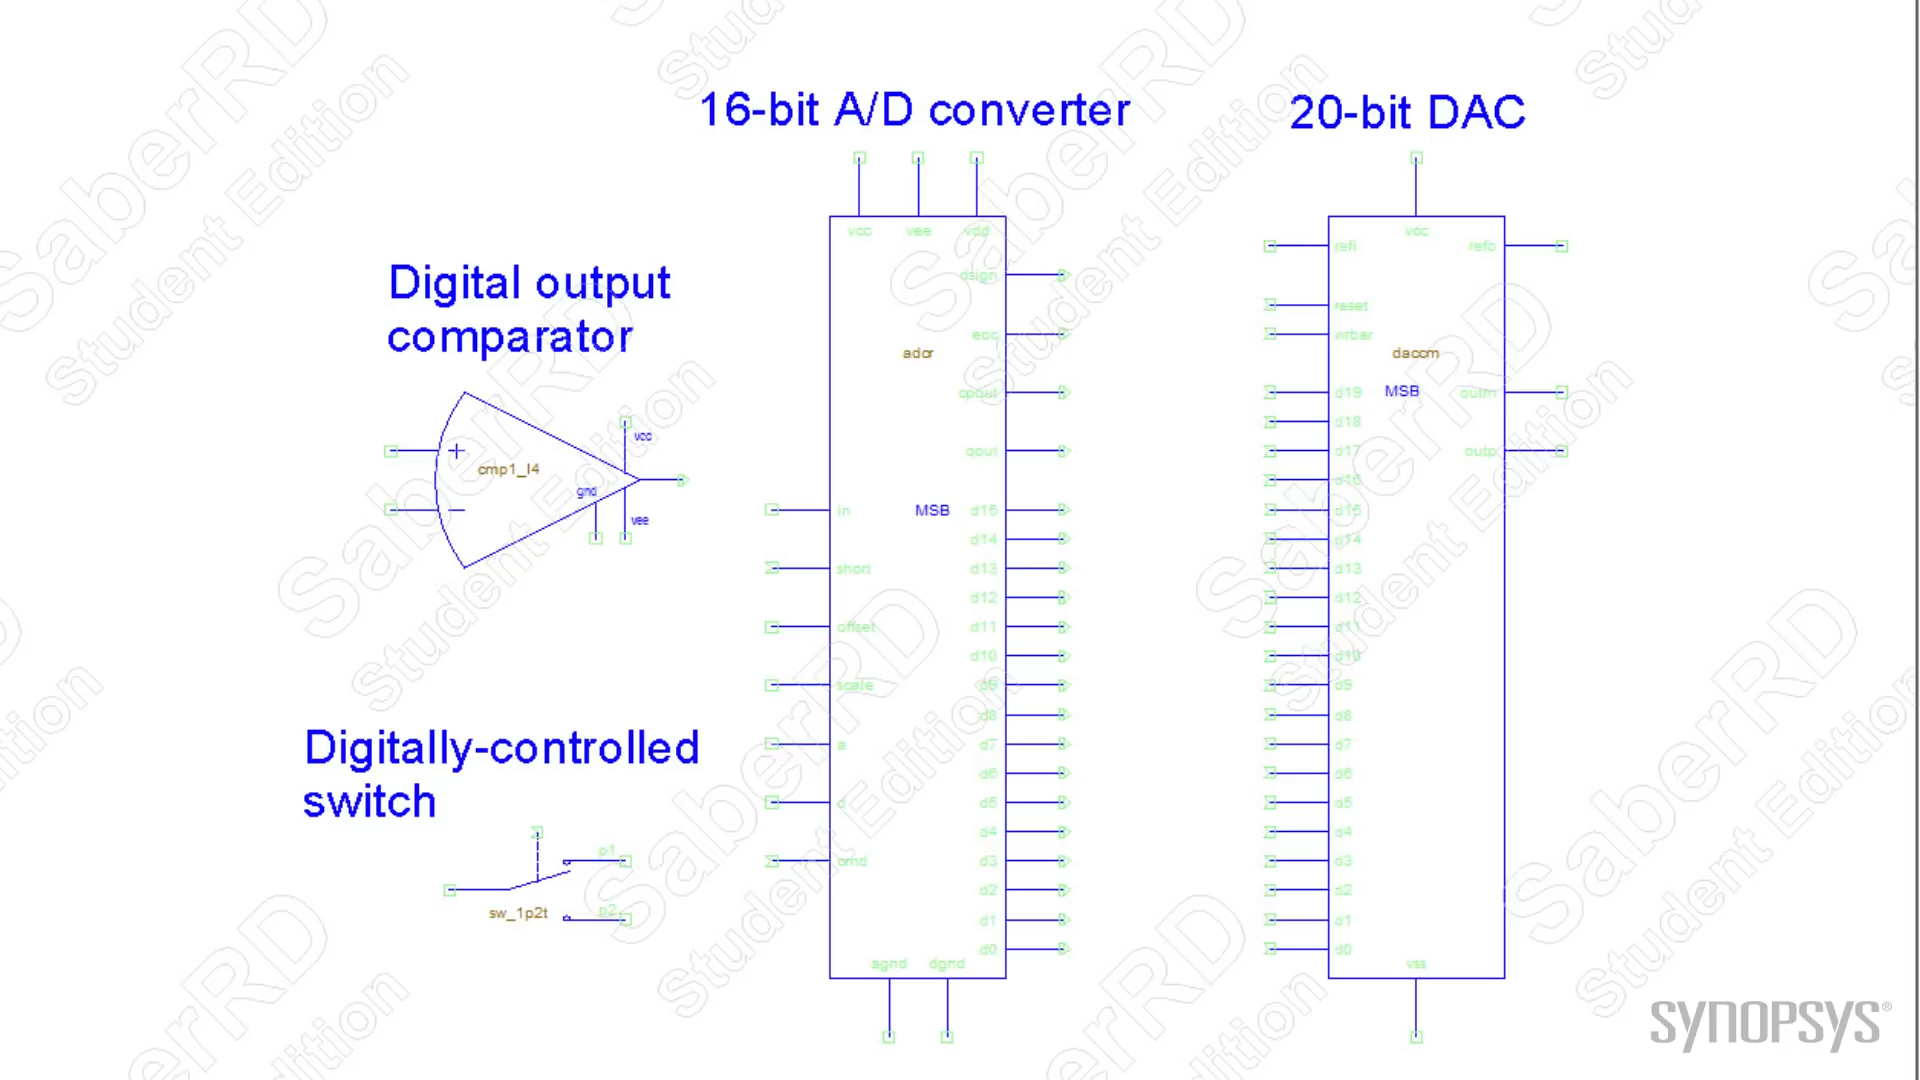 16-bit A/D converter
20-bit DAC
Digital output
comparator
cmp1_l4
vcc
gnd
vee
Digitally-controlled
switch
p1
p2
sw_1p2t
vcc vee vdd
dsign
eoc
adcr
cpout
qout
in MSB d15
d14
short d13
d12
offset d11
d10
scale d9
d8
a d7
d6
d d5
d4
cmd d3
d2
d1
d0
agnd dgnd
vcc
refi refo
reset
wrbar
daccm
d19 MSB outm
d18
d17 outp
d16
d15
d14
d13
d12
d11
d10
d9
d8
d7
d6
d5
d4
d3
d2
d1
d0
vss
SYNOPSYS®
SaberRD
Student Edition